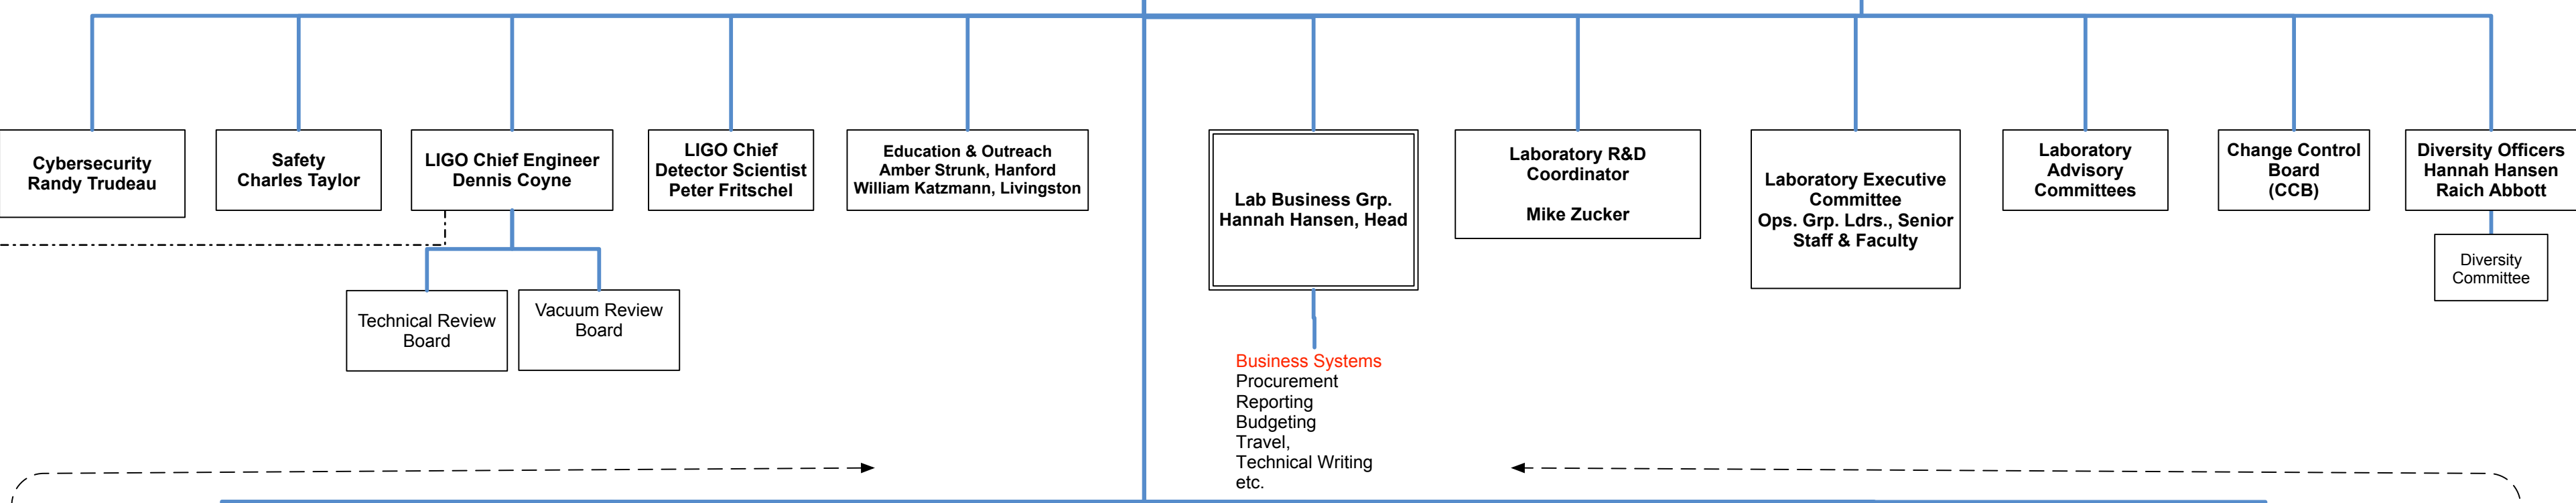 Cybersecurity
Randy Trudeau
Safety
Charles Taylor
LIGO Chief Engineer
Dennis Coyne
LIGO Chief
Detector Scientist
Peter Fritschel
Education & Outreach
Amber Strunk, Hanford
William Katzmann, Livingston
Lab Business Grp.
Hannah Hansen, Head
Laboratory R&D
Coordinator
Mike Zucker
Laboratory Executive
Committee
Ops. Grp. Ldrs., Senior
Staff & Faculty
Laboratory
Advisory
Committees
Change Control
Board
(CCB)
Diversity Officers
Hannah Hansen
Raich Abbott
Technical Review
Board
Vacuum Review
Board
Diversity
Committee
Business Systems
Procurement
Reporting
Budgeting
Travel,
Technical Writing
etc.